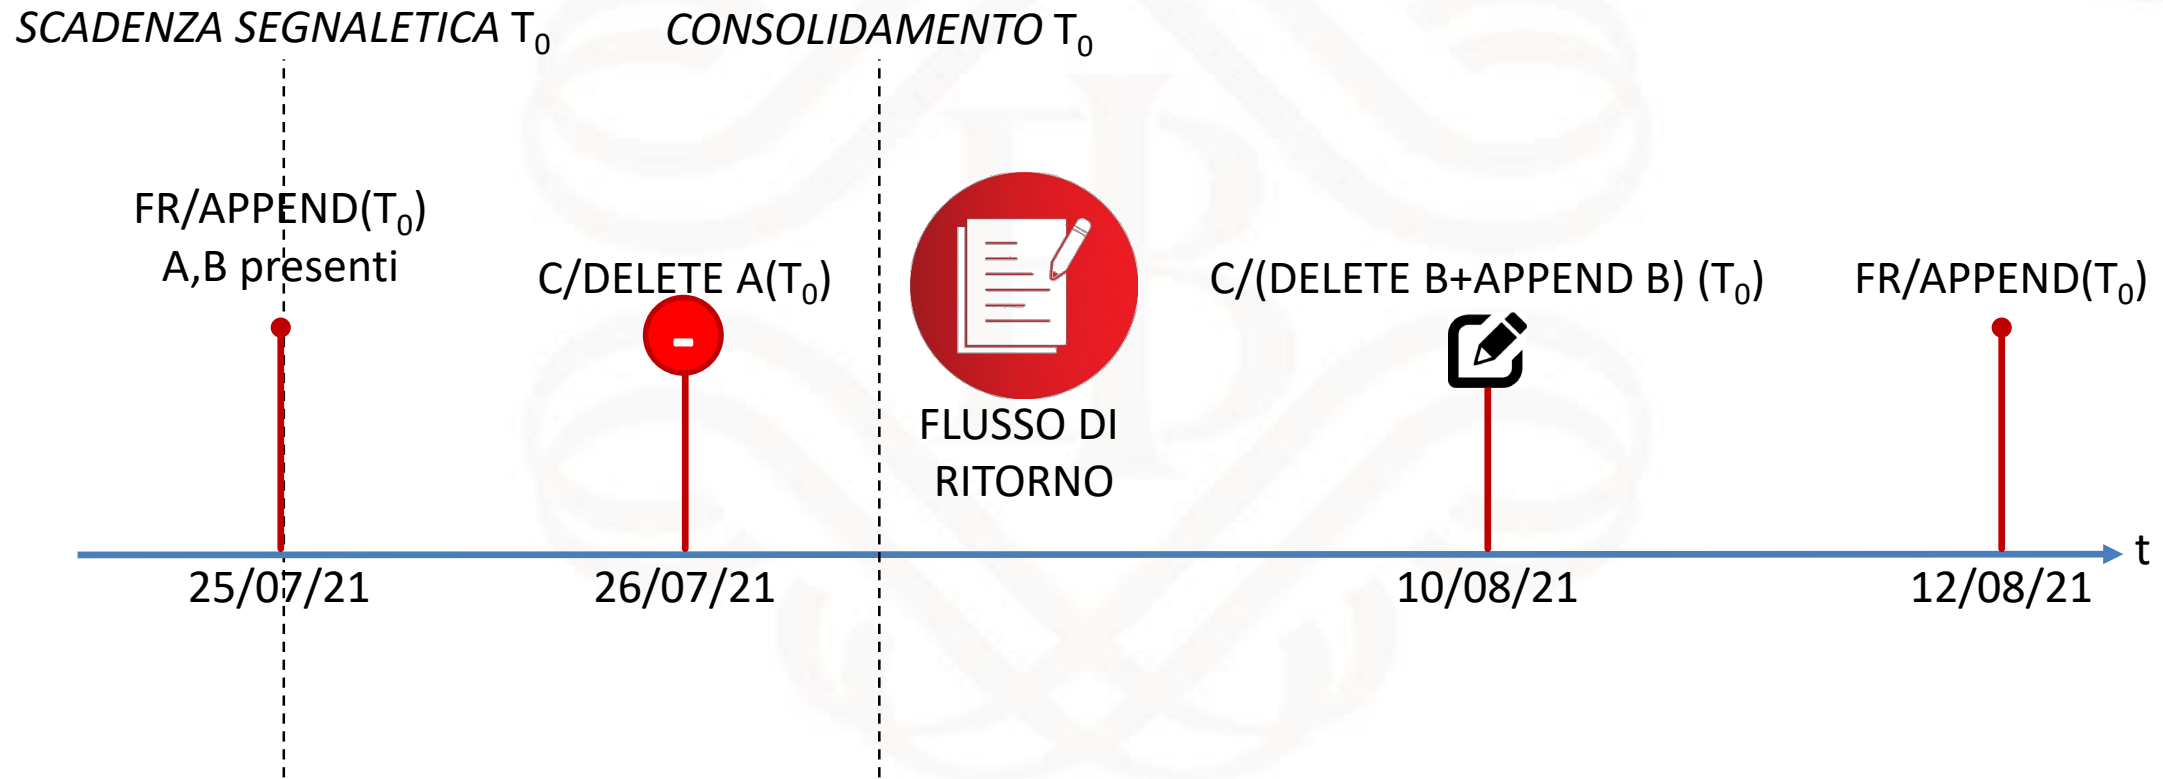 SCADENZA SEGNALETICA T₀
CONSOLIDAMENTO T₀
FR/APPEND(T₀)
A,B presenti
C/DELETE A(T₀)
FLUSSO DI
RITORNO
C/(DELETE B+APPEND B) (T₀)
FR/APPEND(T₀)
t
25/07/21
26/07/21
10/08/21
12/08/21